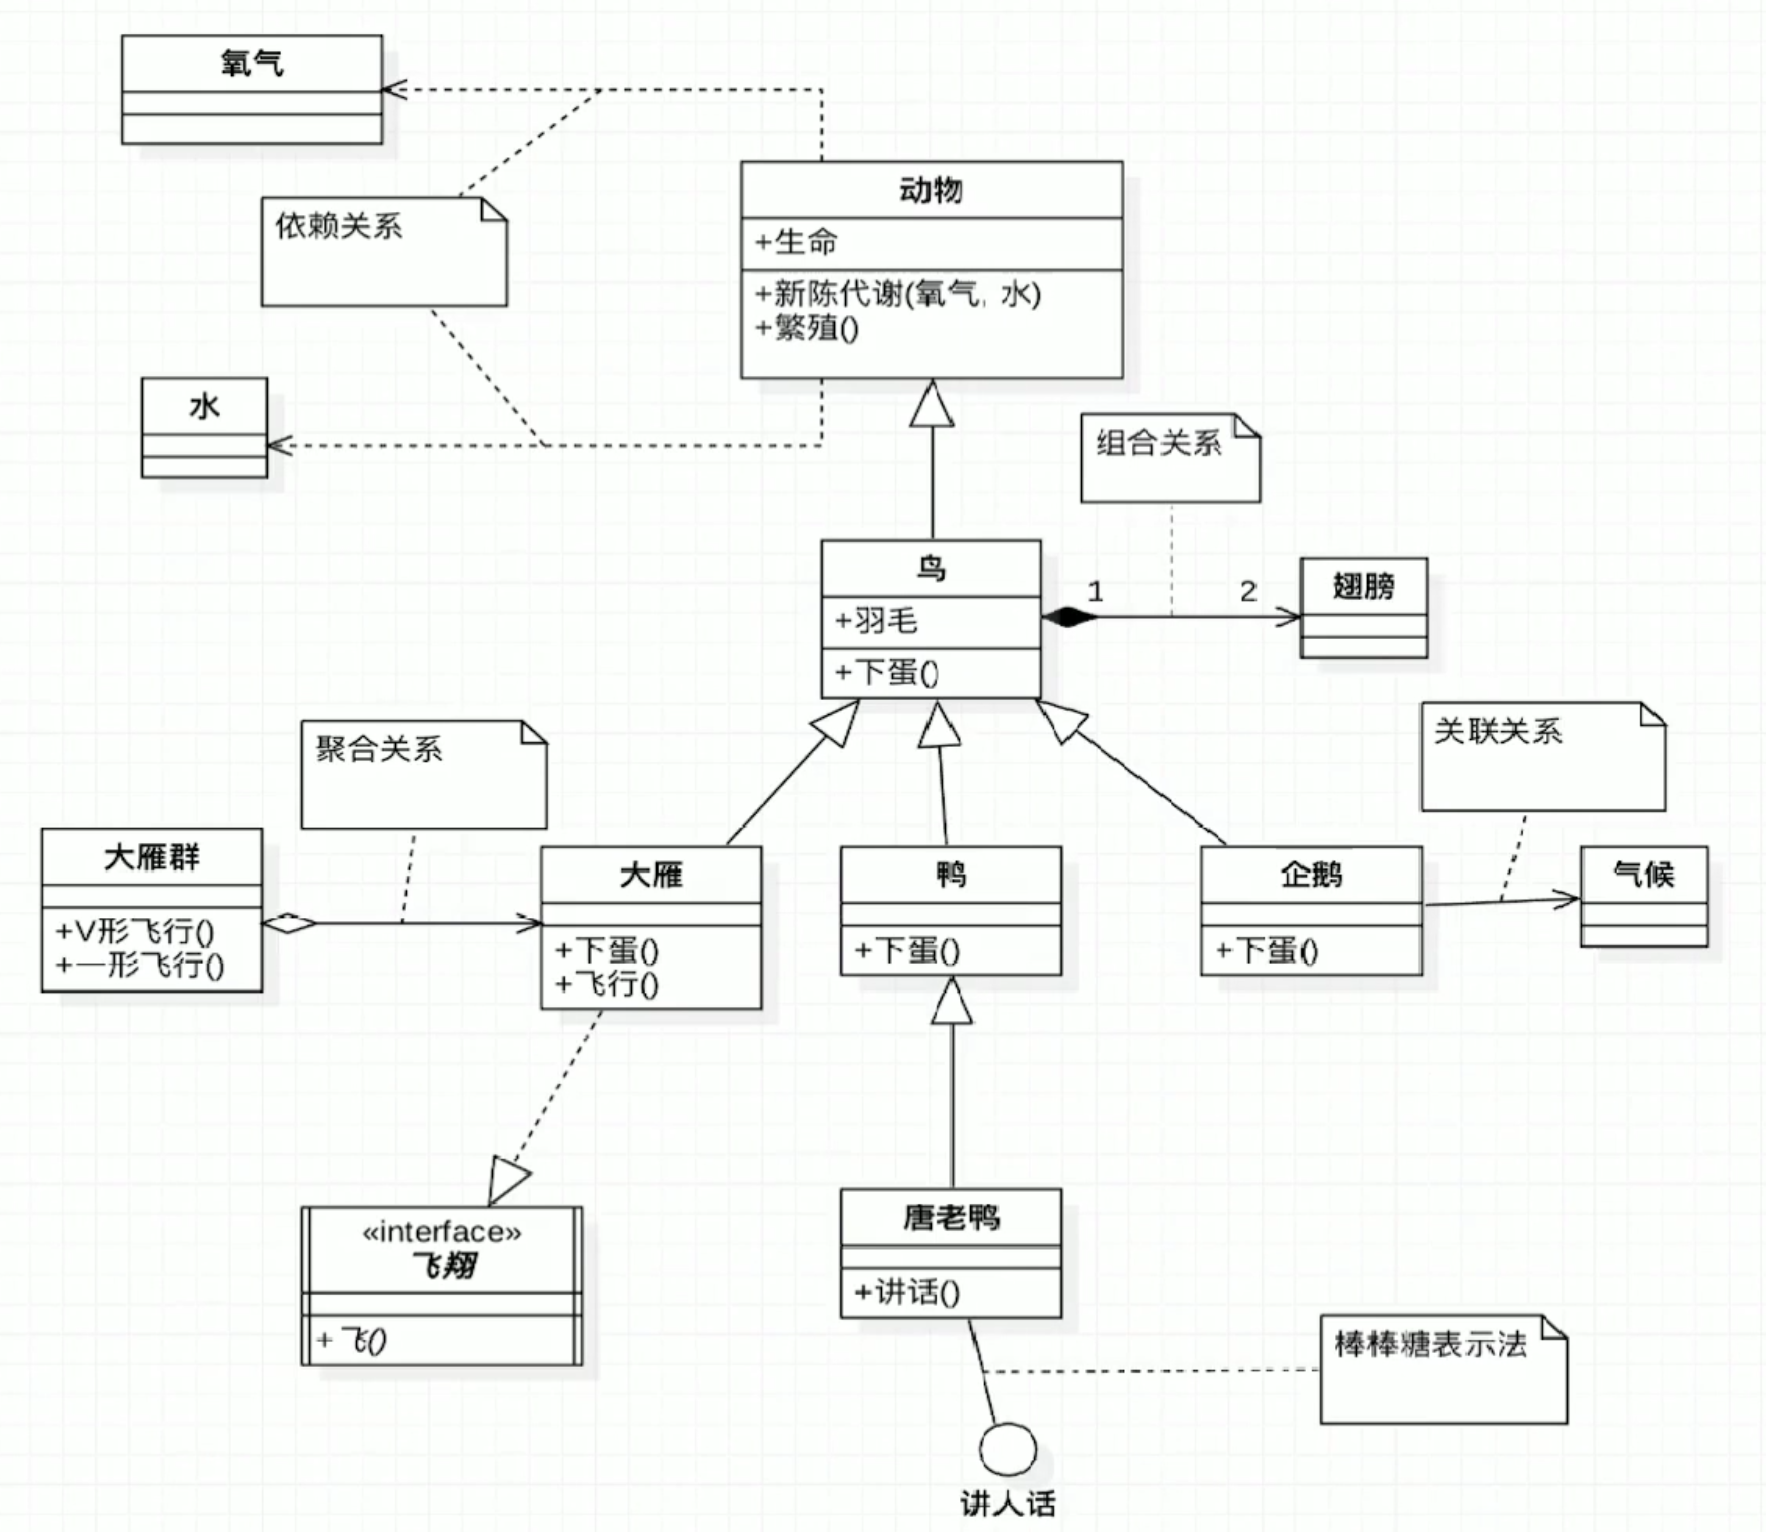 氧气
动物
+生命
+新陈代谢(氧气, 水)
+繁殖()
依赖关系
水
组合关系
鸟
+羽毛
+下蛋()
1
2
翅膀
聚合关系
关联关系
大雁群
+V形飞行()
+一形飞行()
大雁
+下蛋()
+飞行()
鸭
+下蛋()
企鹅
+下蛋()
气候
«interface»
飞翔
+ 飞()
唐老鸭
+讲话()
棒棒糖表示法
讲人话